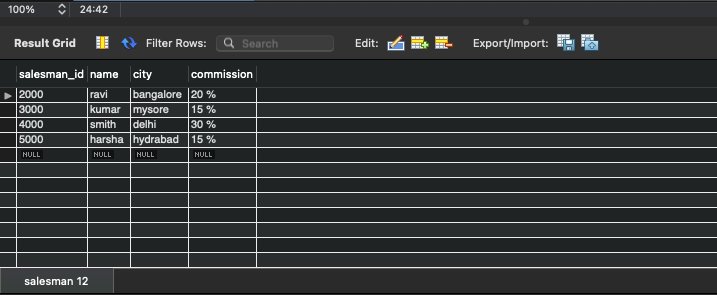 100% 24:42
Result Grid Filter Rows: Search Edit: Export/Import:
salesman_id name city commission
2000 ravi bangalore 20 %
3000 kumar mysore 15 %
4000 smith delhi 30 %
5000 harsha hydrabad 15 %
NULL NULL NULL NULL
salesman 12